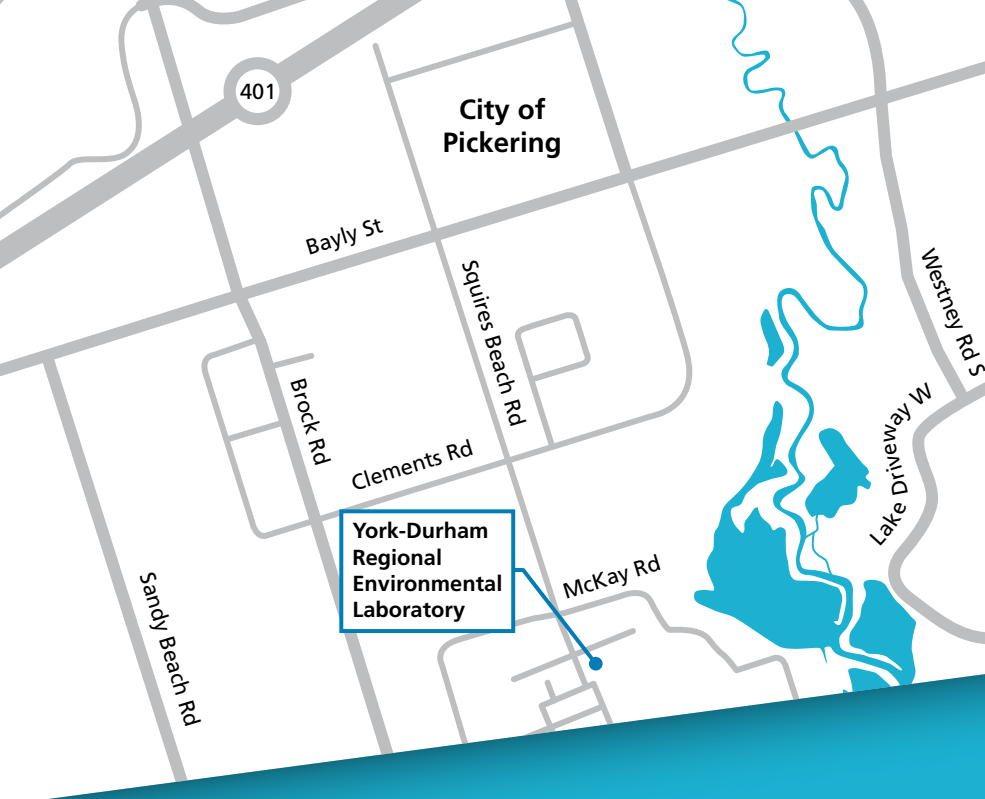 401
City of
Pickering
Bayly St
Squires Beach Rd
Westney Rd S
Brock Rd
Lake Driveway W
Clements Rd
York-Durham
Regional
Environmental
Laboratory
McKay Rd
Sandy Beach Rd